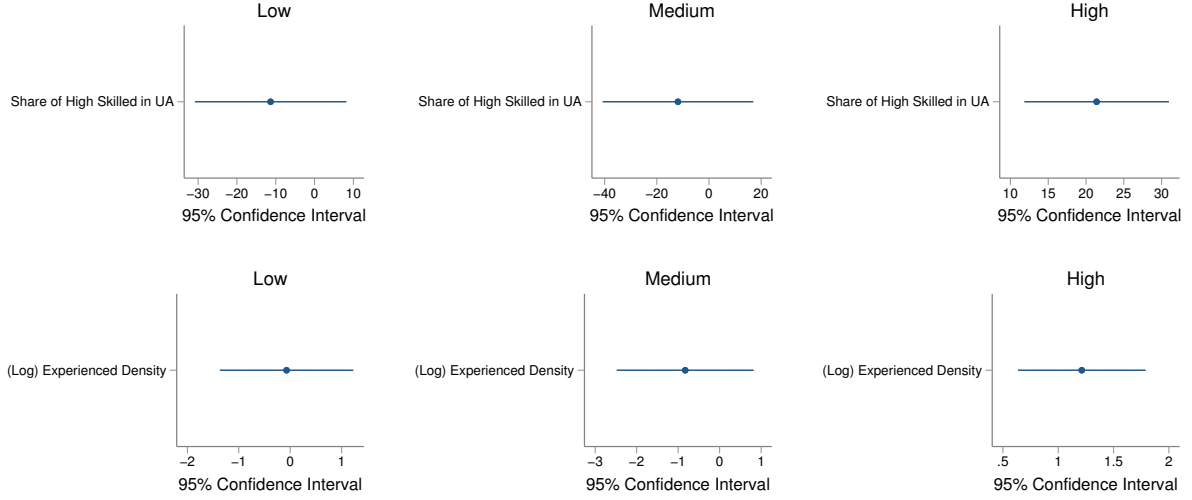 Low
Medium
High
Share of High Skilled in UA
Share of High Skilled in UA
Share of High Skilled in UA
−30 −20 −10 0 10
−40 −20 0 20
10 15 20 25 30
95% Confidence Interval
95% Confidence Interval
95% Confidence Interval
Low
Medium
High
(Log) Experienced Density
(Log) Experienced Density
(Log) Experienced Density
−2 −1 0 1
−3 −2 −1 0 1
.5 1 1.5 2
95% Confidence Interval
95% Confidence Interval
95% Confidence Interval